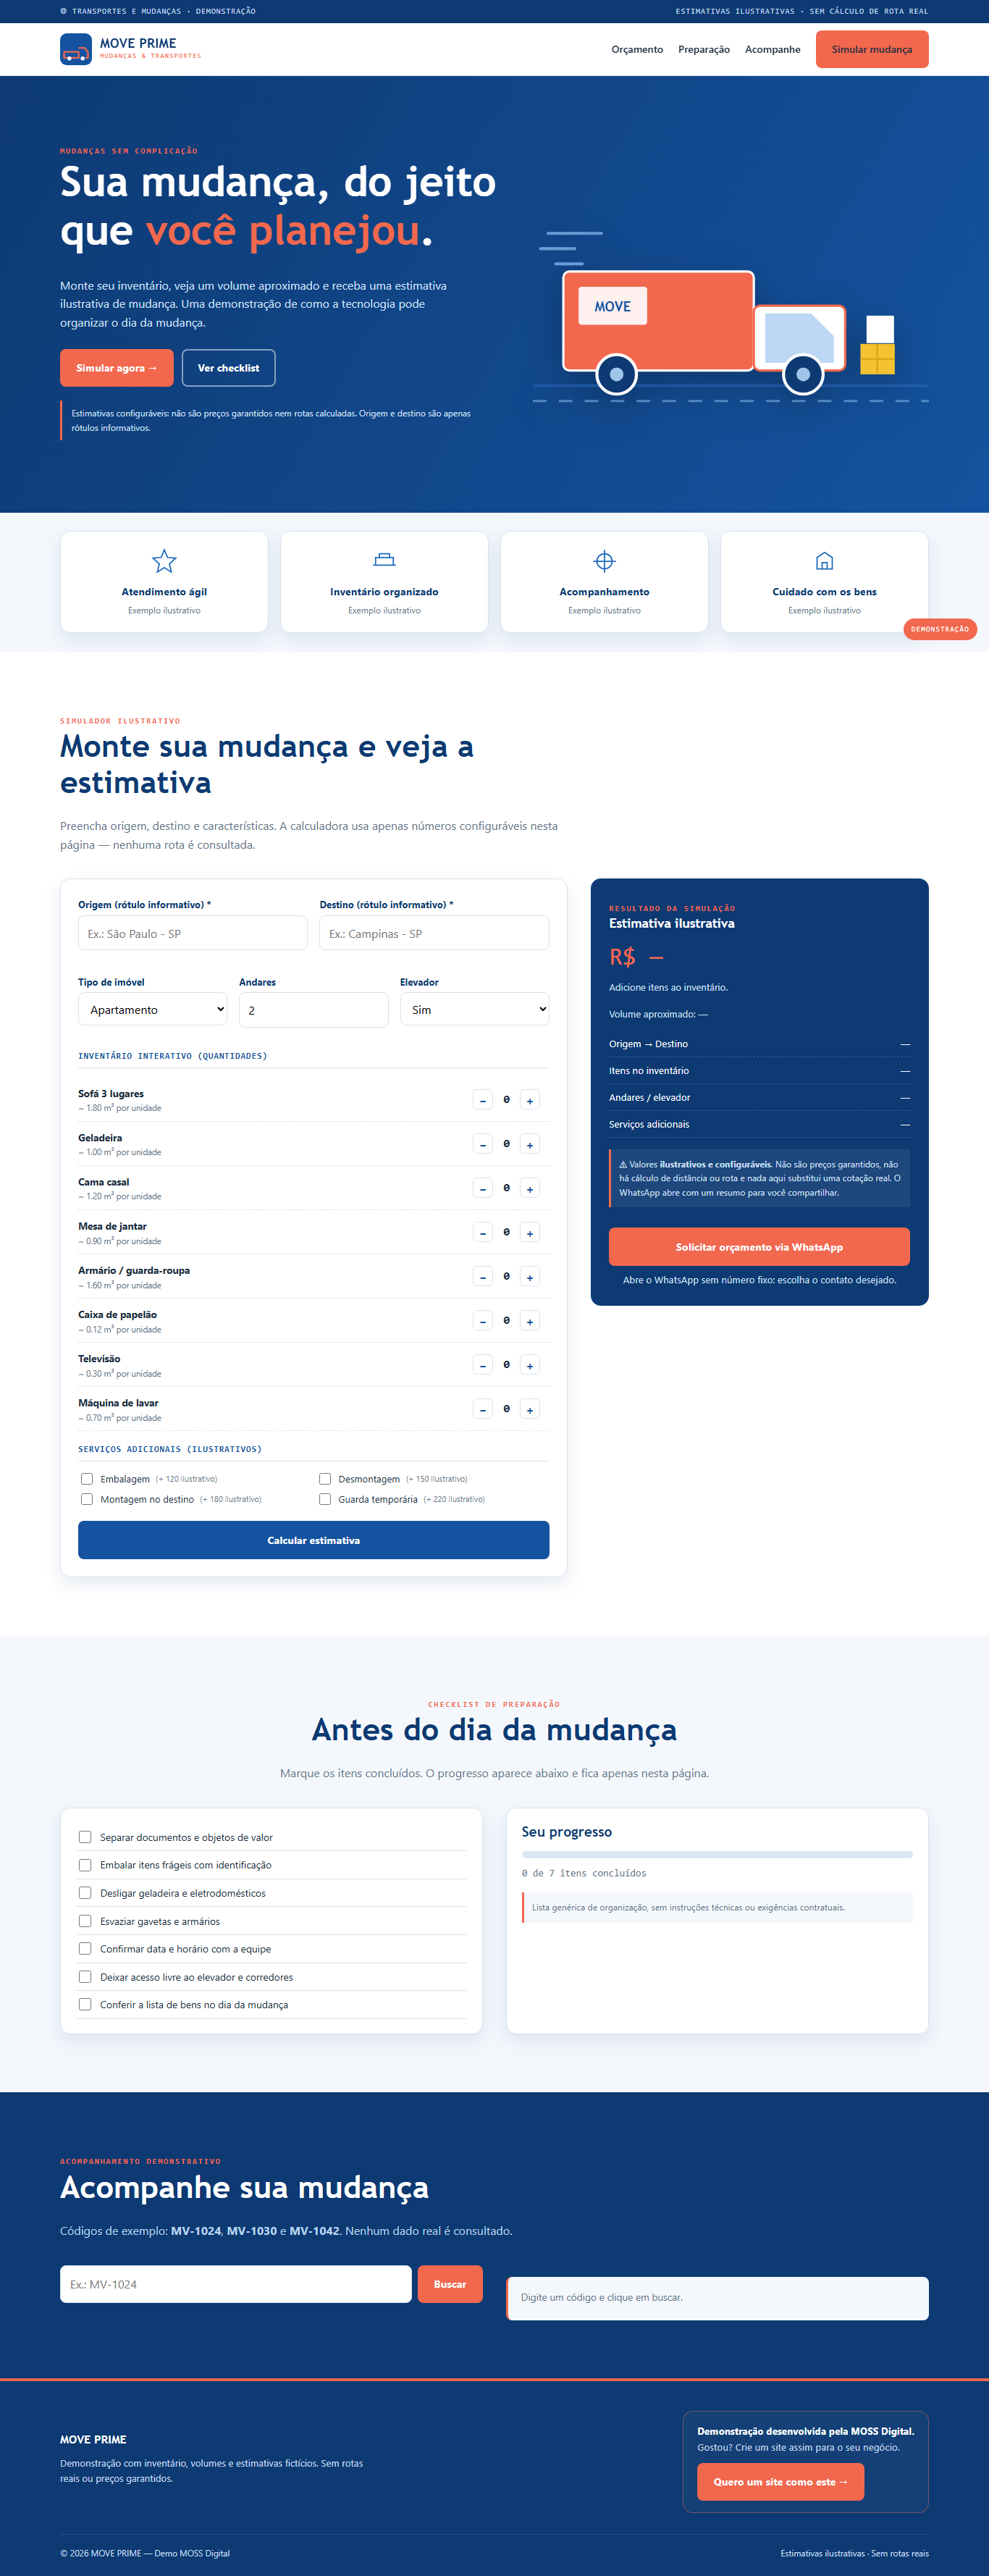 TRANSPORTES E MUDANÇAS · DEMONSTRAÇÃO
ESTIMATIVAS ILUSTRATIVAS · SEM CÁLCULO DE ROTA REAL
MOVE PRIME
MUDANÇAS & TRANSPORTES
Orçamento
Preparação
Acompanhe
Simular mudança
MUDANÇAS SEM COMPLICAÇÃO
Sua mudança, do jeito
que você planejou.
Monte seu inventário, veja um volume aproximado e receba uma estimativa
ilustrativa de mudança. Uma demonstração de como a tecnologia pode
organizar o dia da mudança.
Simular agora →
Ver checklist
Estimativas configuráveis: não são preços garantidos nem rotas calculadas. Origem e destino são apenas
rótulos informativos.
MOVE
Atendimento ágil
Exemplo ilustrativo
Inventário organizado
Exemplo ilustrativo
Acompanhamento
Exemplo ilustrativo
Cuidado com os bens
Exemplo ilustrativo
DEMONSTRAÇÃO
SIMULADOR ILUSTRATIVO
Monte sua mudança e veja a
estimativa
Preencha origem, destino e características. A calculadora usa apenas números configuráveis nesta
página — nenhuma rota é consultada.
Origem (rótulo informativo) *
Ex.: São Paulo - SP
Destino (rótulo informativo) *
Ex.: Campinas - SP
Tipo de imóvel
Apartamento
Andares
2
Elevador
Sim
INVENTÁRIO INTERATIVO (QUANTIDADES)
Sofá 3 lugares
~ 1.80 m³ por unidade
− 0 +
Geladeira
~ 1.00 m³ por unidade
− 0 +
Cama casal
~ 1.20 m³ por unidade
− 0 +
Mesa de jantar
~ 0.90 m³ por unidade
− 0 +
Armário / guarda-roupa
~ 1.60 m³ por unidade
− 0 +
Caixa de papelão
~ 0.12 m³ por unidade
− 0 +
Televisão
~ 0.30 m³ por unidade
− 0 +
Máquina de lavar
~ 0.70 m³ por unidade
− 0 +
SERVIÇOS ADICIONAIS (ILUSTRATIVOS)
Embalagem (+ 120 ilustrativo)
Desmontagem (+ 150 ilustrativo)
Montagem no destino (+ 180 ilustrativo)
Guarda temporária (+ 220 ilustrativo)
Calcular estimativa
RESULTADO DA SIMULAÇÃO
Estimativa ilustrativa
R$ —
Adicione itens ao inventário.
Volume aproximado: —
Origem → Destino —
Itens no inventário —
Andares / elevador —
Serviços adicionais —
⚠ Valores ilustrativos e configuráveis. Não são preços garantidos, não
há cálculo de distância ou rota e nada aqui substitui uma cotação real. O
WhatsApp abre com um resumo para você compartilhar.
Solicitar orçamento via WhatsApp
Abre o WhatsApp sem número fixo: escolha o contato desejado.
CHECKLIST DE PREPARAÇÃO
Antes do dia da mudança
Marque os itens concluídos. O progresso aparece abaixo e fica apenas nesta página.
Separar documentos e objetos de valor
Embalar itens frágeis com identificação
Desligar geladeira e eletrodomésticos
Esvaziar gavetas e armários
Confirmar data e horário com a equipe
Deixar acesso livre ao elevador e corredores
Conferir a lista de bens no dia da mudança
Seu progresso
0 de 7 itens concluídos
Lista genérica de organização, sem instruções técnicas ou exigências contratuais.
ACOMPANHAMENTO DEMONSTRATIVO
Acompanhe sua mudança
Códigos de exemplo: MV-1024, MV-1030 e MV-1042. Nenhum dado real é consultado.
Ex.: MV-1024
Buscar
Digite um código e clique em buscar.
MOVE PRIME
Demonstração com inventário, volumes e estimativas fictícios. Sem rotas
reais ou preços garantidos.
Demonstração desenvolvida pela MOSS Digital.
Gostou? Crie um site assim para o seu negócio.
Quero um site como este →
© 2026 MOVE PRIME — Demo MOSS Digital
Estimativas ilustrativas · Sem rotas reais